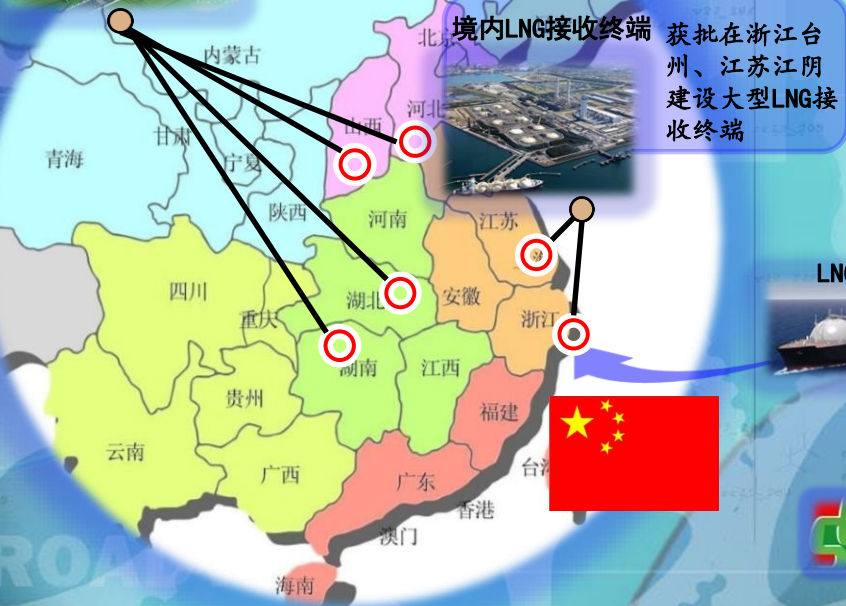 境内LNG接收终端
获批在浙江台
州、江苏江阴
建设大型LNG接
收终端
内蒙古
北京
河北
山西
甘肃
宁夏
青海
陕西
河南
江苏
四川
重庆
湖北
安徽
浙江
LNG
湖南
江西
贵州
福建
云南
广西
广东
台湾
香港
澳门
海南
ROAD